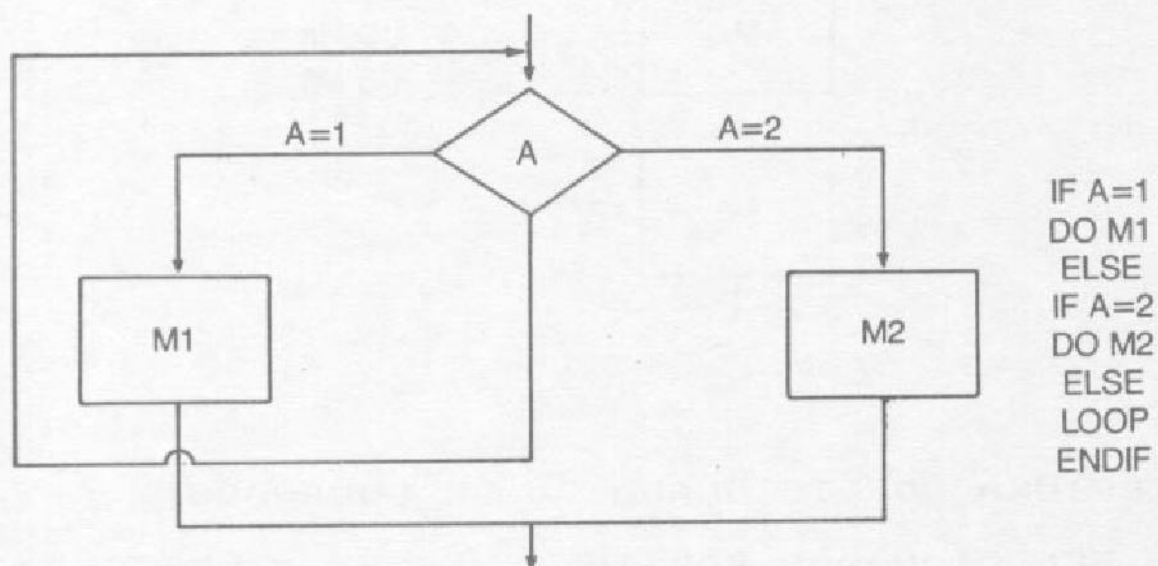 A=1
A
A=2
M1
M2
IF A=1
DO M1
ELSE
IF A=2
DO M2
ELSE
LOOP
ENDIF